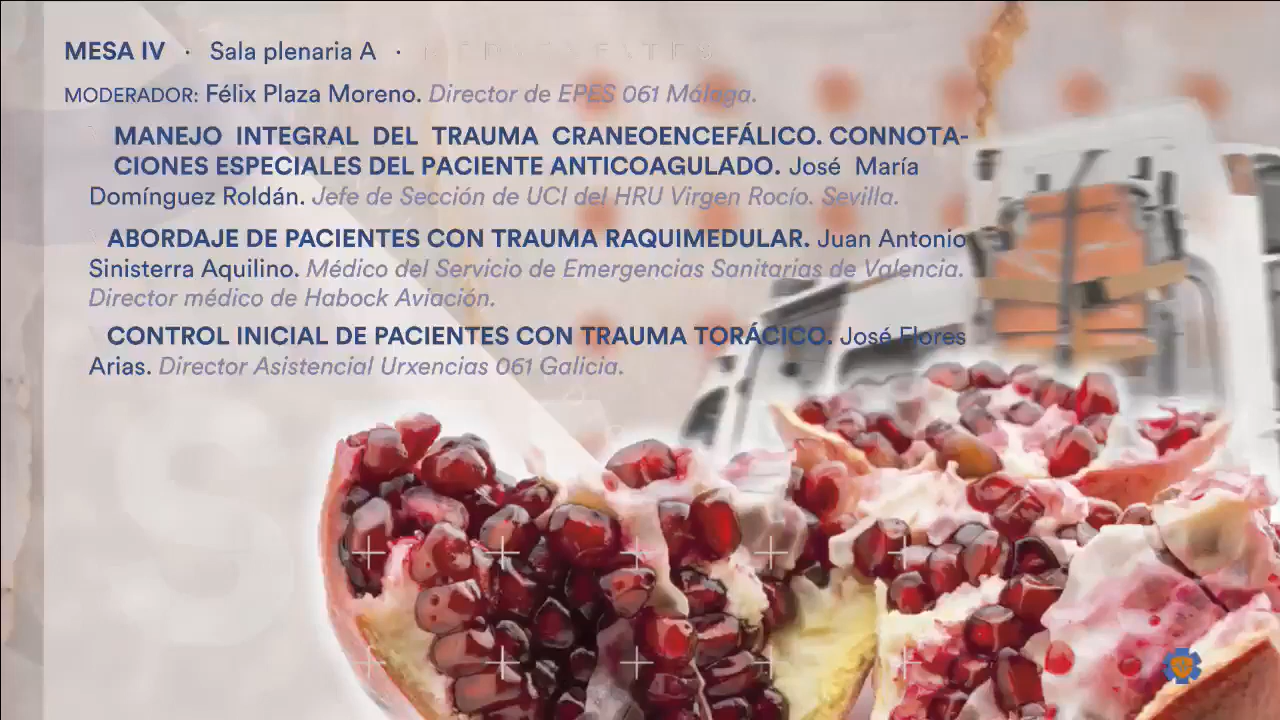 MESA IV · Sala plenaria A ·
MODERADOR: Félix Plaza Moreno. Director de EPES 061 Málaga.
MANEJO INTEGRAL DEL TRAUMA CRANEOENCEFÁLICO. CONNOTA-
CIONES ESPECIALES DEL PACIENTE ANTICOAGULADO. José María
Domínguez Roldán. Jefe de Sección de UCI del HRU Virgen Rocío. Sevilla.
ABORDAJE DE PACIENTES CON TRAUMA RAQUIMEDULAR. Juan Antonio
Sinisterra Aquilino. Médico del Servicio de Emergencias Sanitarias de Valencia.
Director médico de Habock Aviación.
CONTROL INICIAL DE PACIENTES CON TRAUMA TORÁCICO. José Flores
Arias. Director Asistencial Urxencias 061 Galicia.